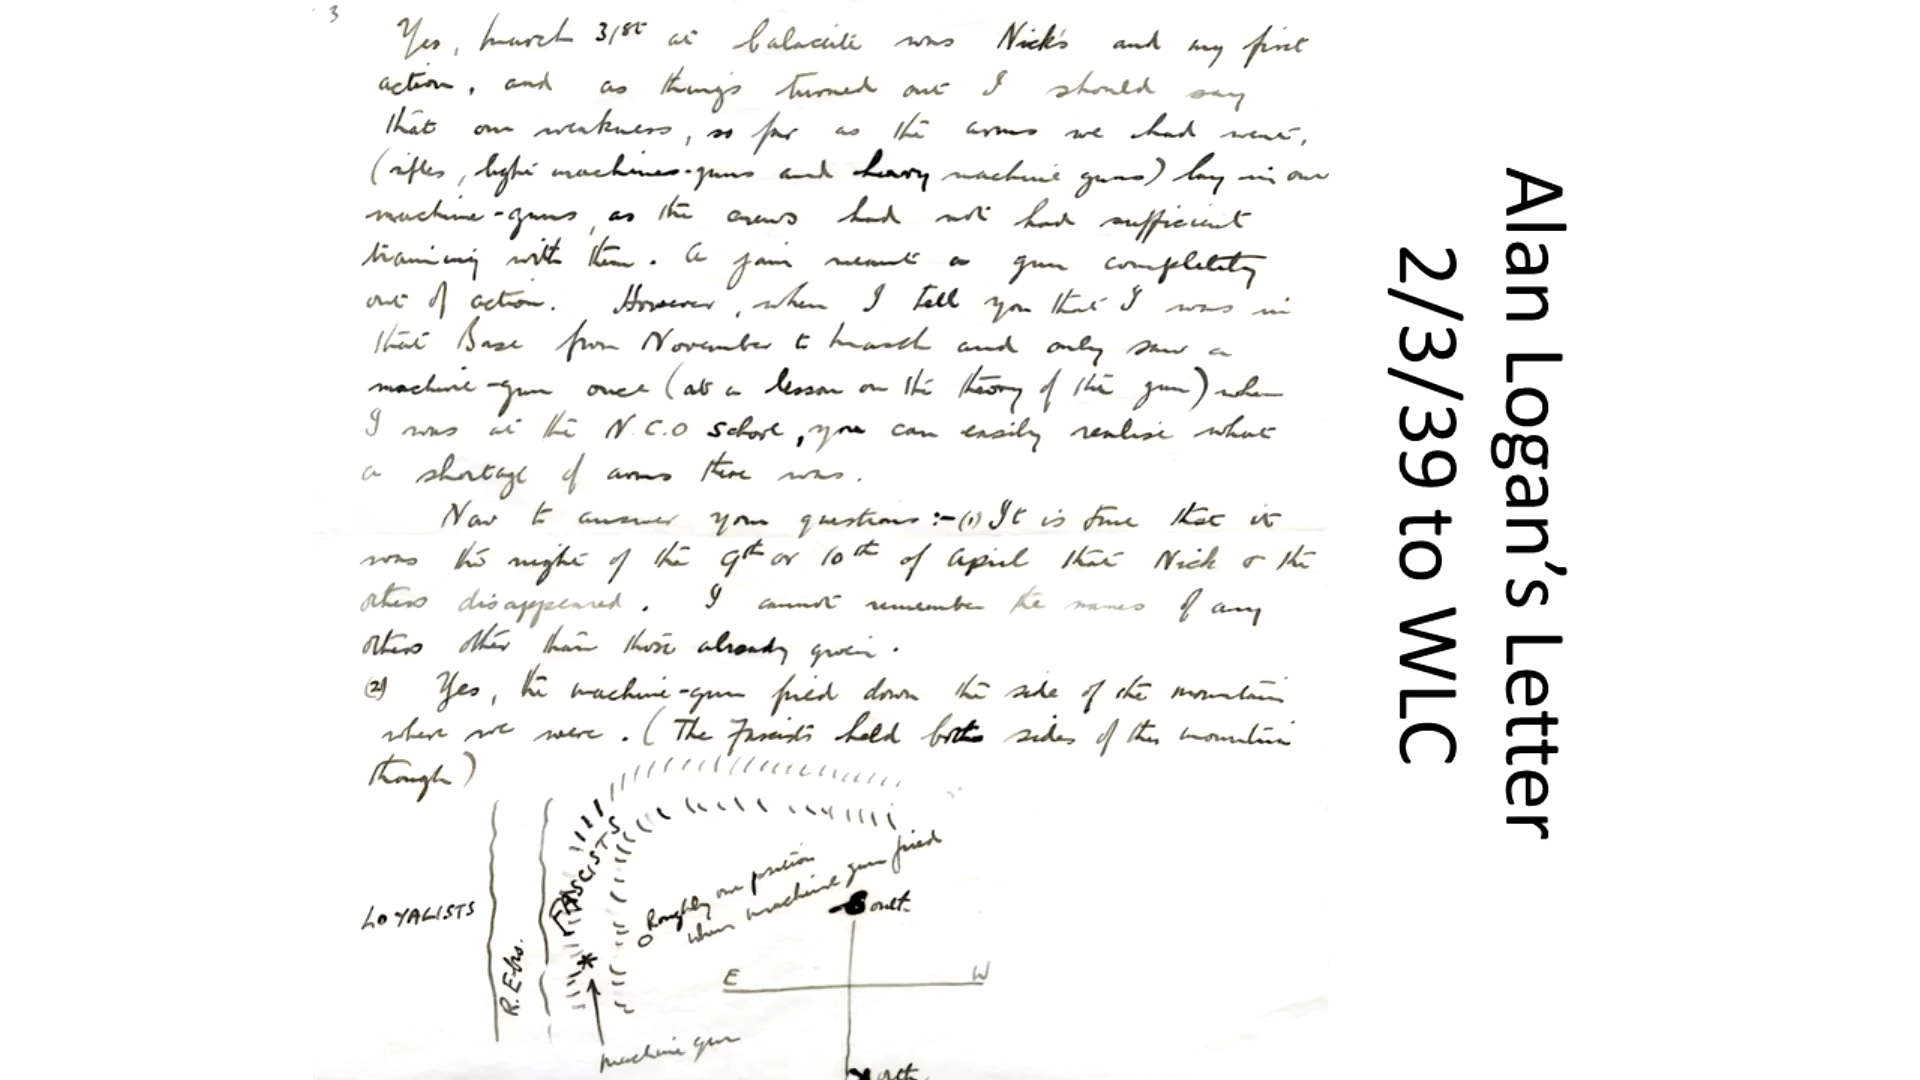 3
Yes, March 31st at Calaceite was Nick's and my first
action, and as things turned out I should say
that our weakness, so far as the arms we had went,
(rifles, light machines-guns and heavy machine guns) lay in our
machine-guns, as the crews had not had sufficient
training with them. A jam meant a gun completely
out of action. However, when I tell you that I was in
that Base from November to March and only saw a
machine-gun once (at a lesson on the theory of the gun) when
I was at the N.C.O school, you can easily realise what
a shortage of arms there was.
Now to answer your questions:-(1) It is true that it
was the night of the 9th or 10th of April that Nick & the
others disappeared. I cannot remember the names of any
others other than those already given.
(2) Yes, the machine-gun fired down the side of the mountain
where we were. (The Fascists held both sides of this mountain
though)
LOYALISTS
R. Ebro.
FASCISTS
Roughly our position
when machine gun fired
machine gun
South
E
W
North
Alan Logan's Letter
2/3/39 to WLC